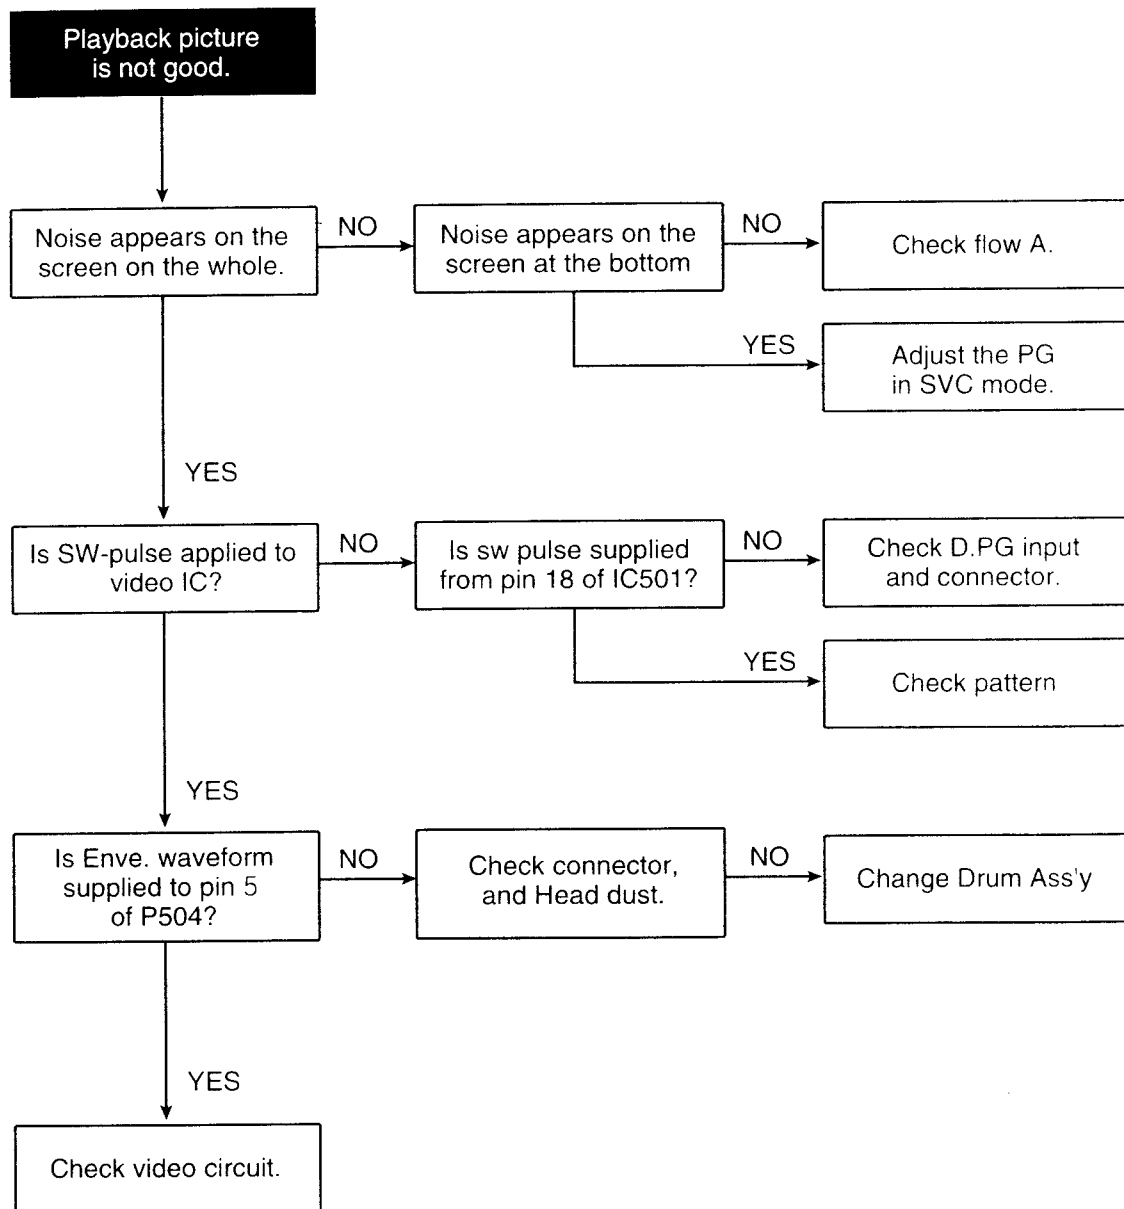 Playback picture
is not good.
Noise appears on the
screen on the whole.
NO
Noise appears on the
screen at the bottom
NO
Check flow A.
YES
Adjust the PG
in SVC mode.
YES
Is SW-pulse applied to
video IC?
NO
Is sw pulse supplied
from pin 18 of IC501?
NO
Check D.PG input
and connector.
YES
Check pattern
YES
Is Enve. waveform
supplied to pin 5
of P504?
NO
Check connector,
and Head dust.
NO
Change Drum Ass'y
YES
Check video circuit.